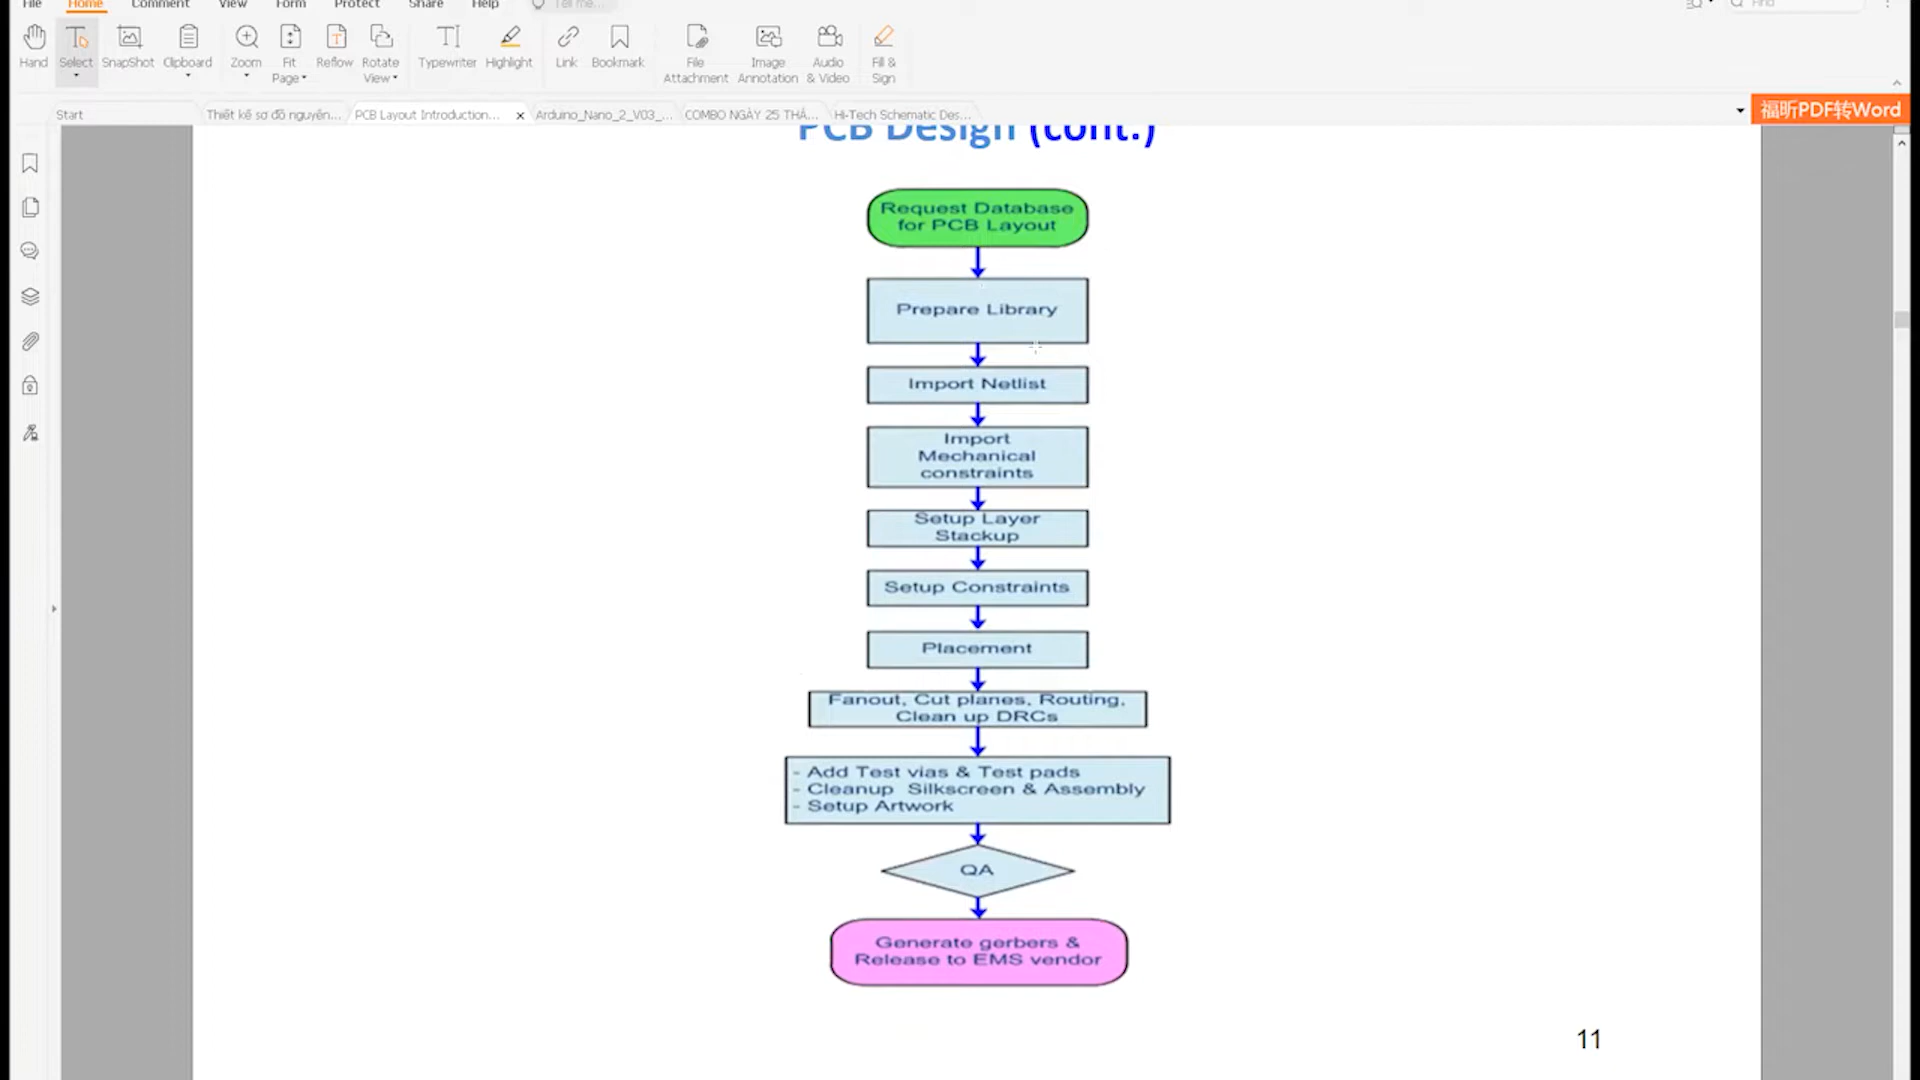 File Home Comment View Form Protect Share Help Tell me... Find
Hand Select SnapShot Clipboard Zoom Fit Page Reflow Rotate View Typewriter Highlight Link Bookmark File Attachment Image Annotation Audio & Video Fill & Sign
Start Thiết kế sơ đồ nguyên... PCB Layout Introduction... Arduino_Nano_2_V03_... COMBO NGÀY 25 THÁ... Hi-Tech Schematic Des... 福昕PDF转Word
PCB Design (cont.)
Request Database
for PCB Layout
Prepare Library
Import Netlist
Import
Mechanical
constraints
Setup Layer
Stackup
Setup Constraints
Placement
Fanout, Cut planes, Routing,
Clean up DRCs
- Add Test vias & Test pads
- Cleanup Silkscreen & Assembly
- Setup Artwork
QA
Generate gerbers &
Release to EMS vendor
11